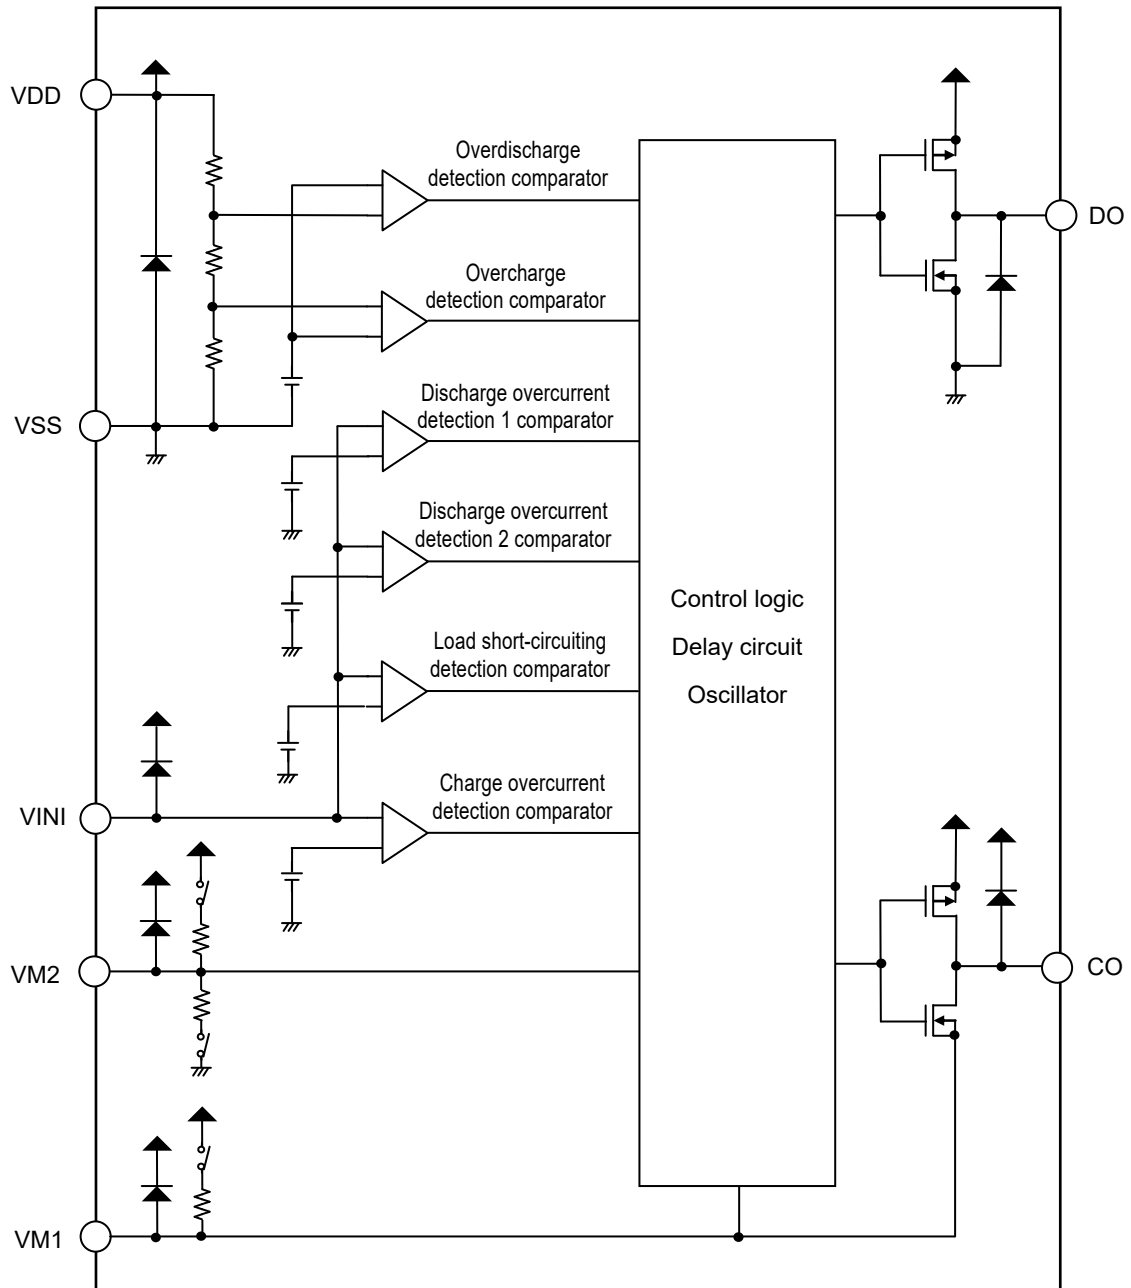 VDD
Overdischarge
detection comparator
DO
Overcharge
detection comparator
VSS
Discharge overcurrent
detection 1 comparator
Discharge overcurrent
detection 2 comparator
Control logic
Delay circuit
Oscillator
Load short-circuiting
detection comparator
VINI
Charge overcurrent
detection comparator
VM2
CO
VM1